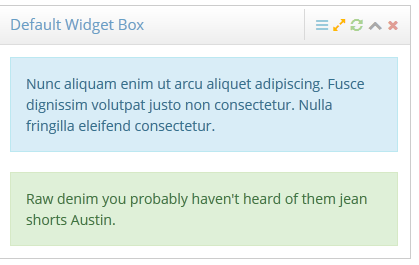 Default Widget Box
Nunc aliquam enim ut arcu aliquet adipiscing. Fusce
dignissim volutpat justo non consectetur. Nulla
fringilla eleifend consectetur.
Raw denim you probably haven't heard of them jean
shorts Austin.